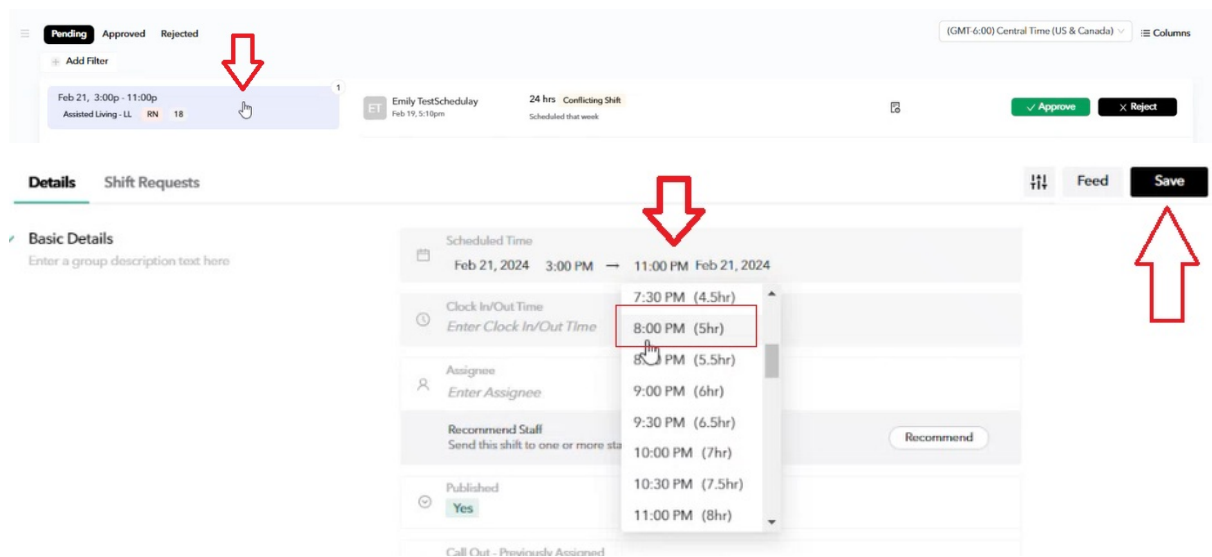 Pending Approved Rejected
(GMT-6:00) Central Time (US & Canada)
Columns
Add Filter
Feb 21, 3:00p - 11:00p
1
Assisted Living - LL RN 18
ET
Emily TestSchedulay
Feb 19, 5:10pm
24 hrs Conflicting Shift
Scheduled that week
Approve
Reject
Details Shift Requests
Feed
Save
Basic Details
Enter a group description text here
Scheduled Time
Feb 21, 2024 3:00 PM → 11:00 PM Feb 21, 2024
Clock In/Out Time
Enter Clock In/Out TIme
Assignee
Enter Assignee
Recommend Staff
Send this shift to one or more sta
Recommend
Published
Yes
Call Out - Previously Assigned
7:30 PM (4.5hr)
8:00 PM (5hr)
PM (5.5hr)
9:00 PM (6hr)
9:30 PM (6.5hr)
10:00 PM (7hr)
10:30 PM (7.5hr)
11:00 PM (8hr)